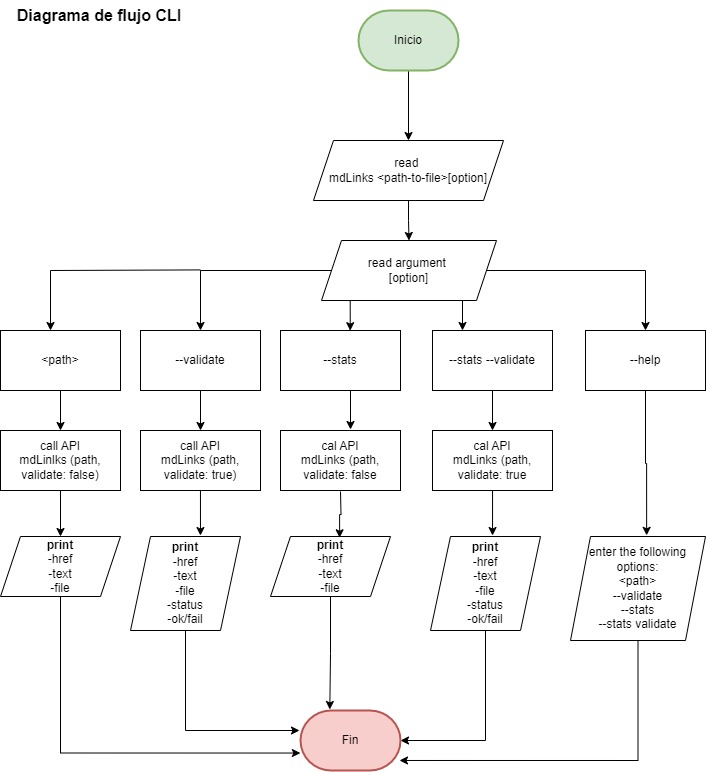 Diagrama de flujo CLI
Inicio
read
mdLinks <path-to-file>[option]
read argument
[option]
<path>
--validate
--stats
--stats --validate
--help
call API
mdLinlks (path,
validate: false)
call API
mdLinks (path,
validate: true)
cal API
mdLinks (path,
validate: false
cal API
mdLinks (path,
validate: true
print
-href
-text
-file
print
-href
-text
-file
-status
-ok/fail
print
-href
-text
-file
print
-href
-text
-file
-status
-ok/fail
enter the following
options:
<path>
--validate
--stats
--stats validate
Fin